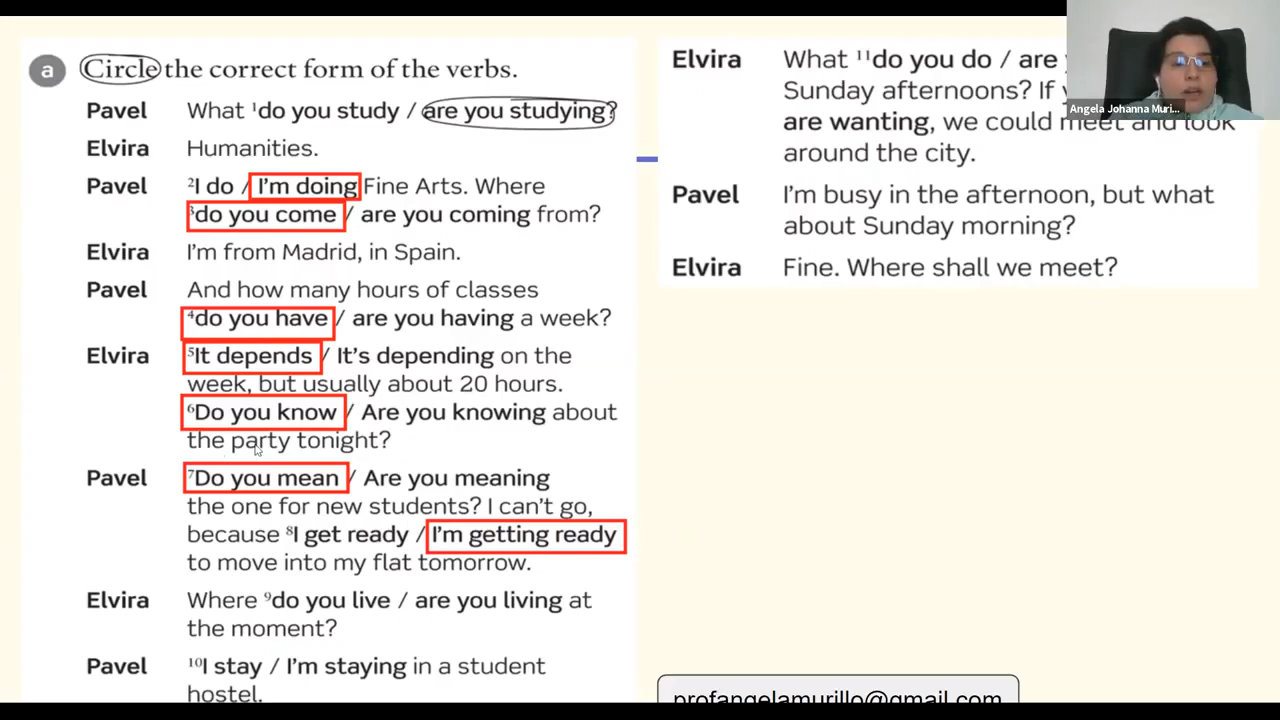 a Circle the correct form of the verbs.
Pavel What ¹do you study / are you studying?
Elvira Humanities.
Pavel ²I do / I'm doing Fine Arts. Where
³do you come / are you coming from?
Elvira I'm from Madrid, in Spain.
Pavel And how many hours of classes
⁴do you have / are you having a week?
Elvira ⁵It depends / It's depending on the
week, but usually about 20 hours.
⁶Do you know / Are you knowing about
the party tonight?
Pavel ⁷Do you mean / Are you meaning
the one for new students? I can't go,
because ⁸I get ready / I'm getting ready
to move into my flat tomorrow.
Elvira Where ⁹do you live / are you living at
the moment?
Pavel ¹⁰I stay / I'm staying in a student
hostel.
Elvira What ¹¹do you do / are
Sunday afternoons? If
are wanting, we could meet and look
around the city.
Pavel I'm busy in the afternoon, but what
about Sunday morning?
Elvira Fine. Where shall we meet?
Angela Johanna Muri...
profangelamurillo@gmail.com